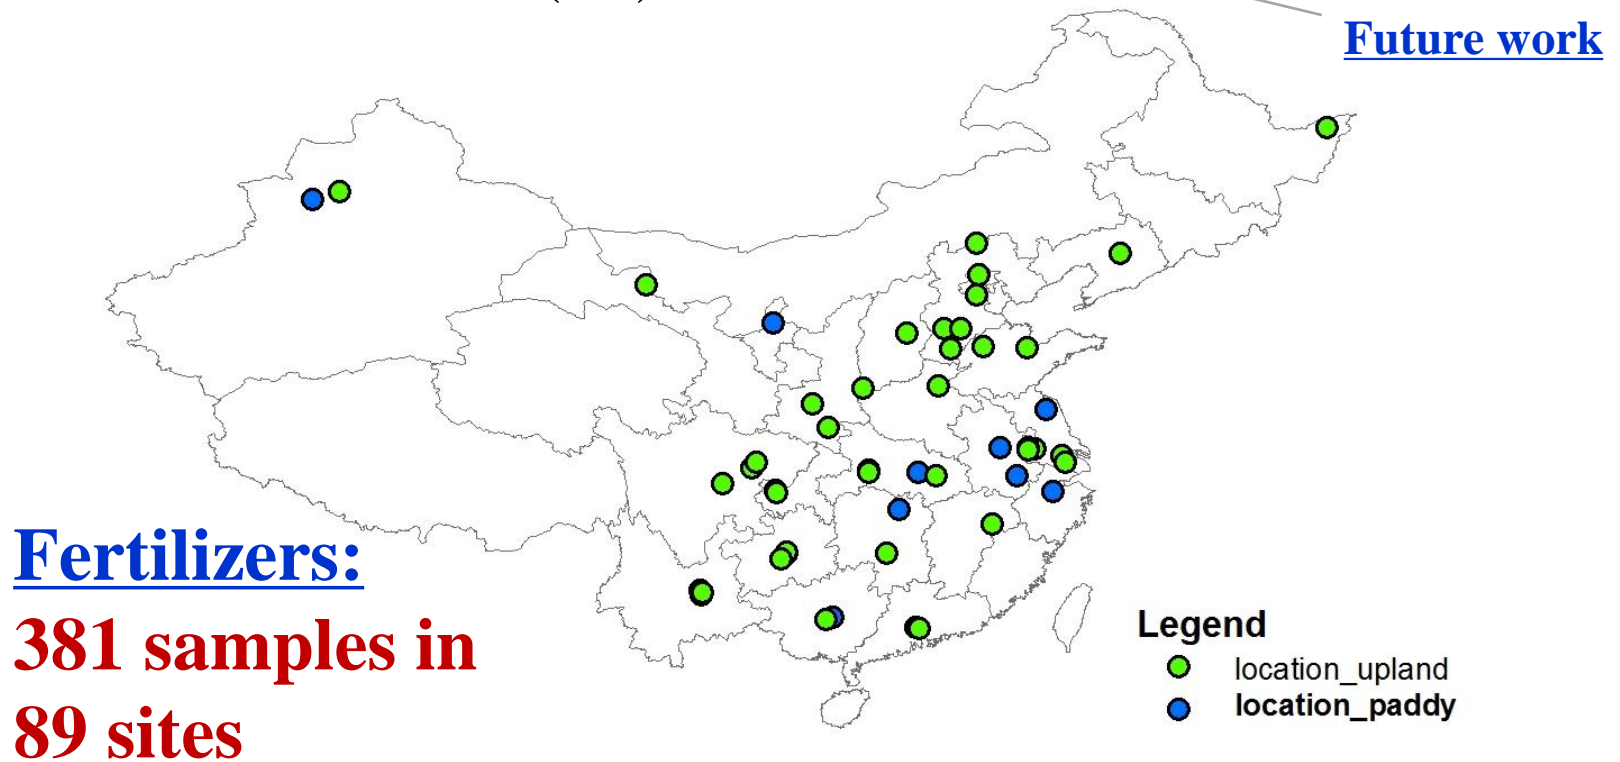 Future work
Fertilizers:
381 samples in
89 sites
Legend
location_upland
location_paddy